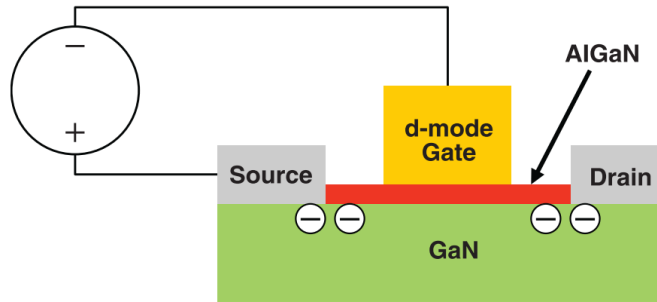 −
+
AlGaN
d-mode
Gate
Source
Drain
− − − −
GaN